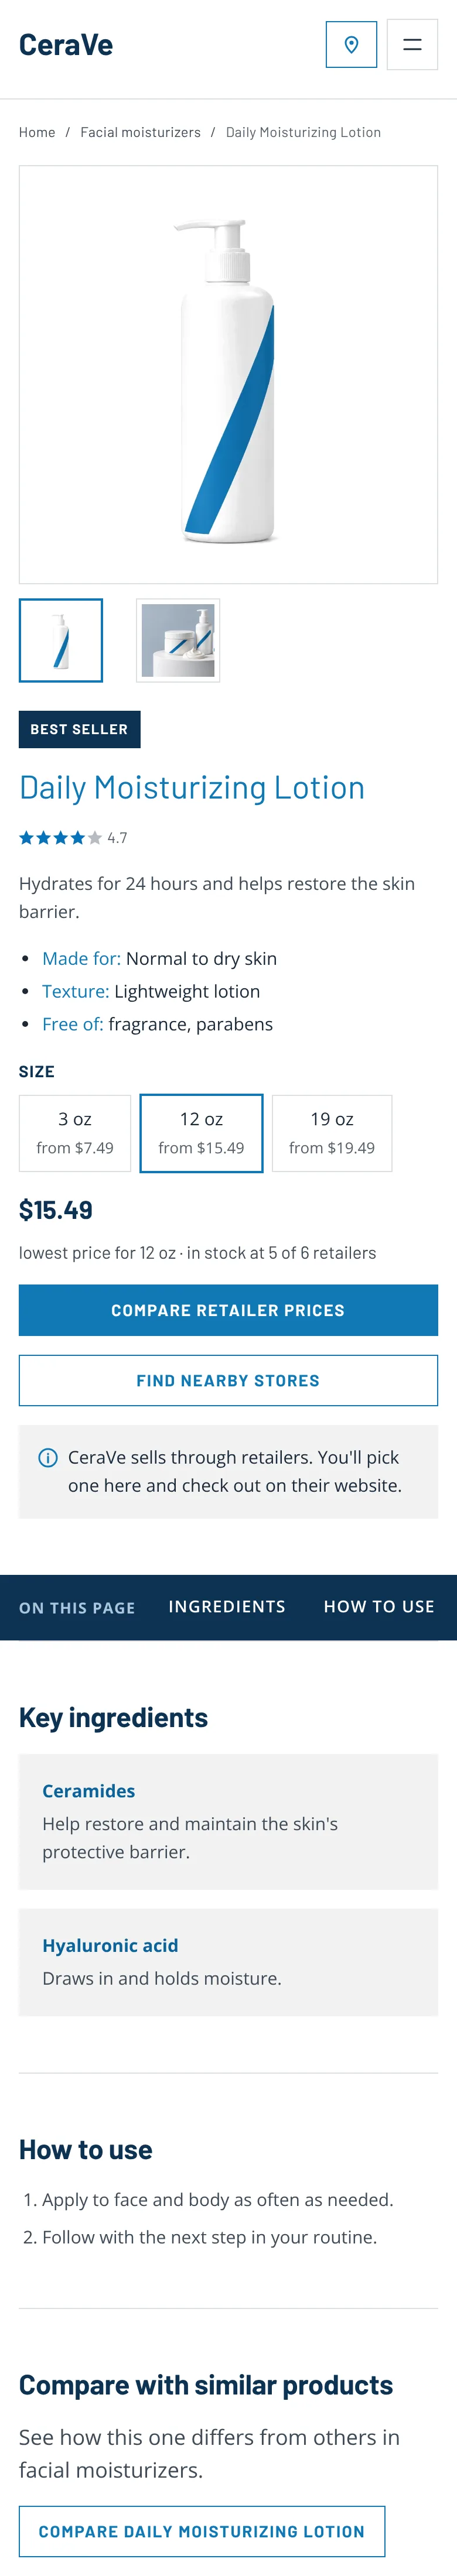 CeraVe
Home / Facial moisturizers / Daily Moisturizing Lotion
BEST SELLER
Daily Moisturizing Lotion
4.7
Hydrates for 24 hours and helps restore the skin
barrier.
• Made for: Normal to dry skin
• Texture: Lightweight lotion
• Free of: fragrance, parabens
SIZE
3 oz 12 oz 19 oz
from $7.49 from $15.49 from $19.49
$15.49
lowest price for 12 oz · in stock at 5 of 6 retailers
COMPARE RETAILER PRICES
FIND NEARBY STORES
CeraVe sells through retailers. You'll pick
one here and check out on their website.
ON THIS PAGE INGREDIENTS HOW TO USE
Key ingredients
Ceramides
Help restore and maintain the skin's
protective barrier.
Hyaluronic acid
Draws in and holds moisture.
How to use
1. Apply to face and body as often as needed.
2. Follow with the next step in your routine.
Compare with similar products
See how this one differs from others in
facial moisturizers.
COMPARE DAILY MOISTURIZING LOTION